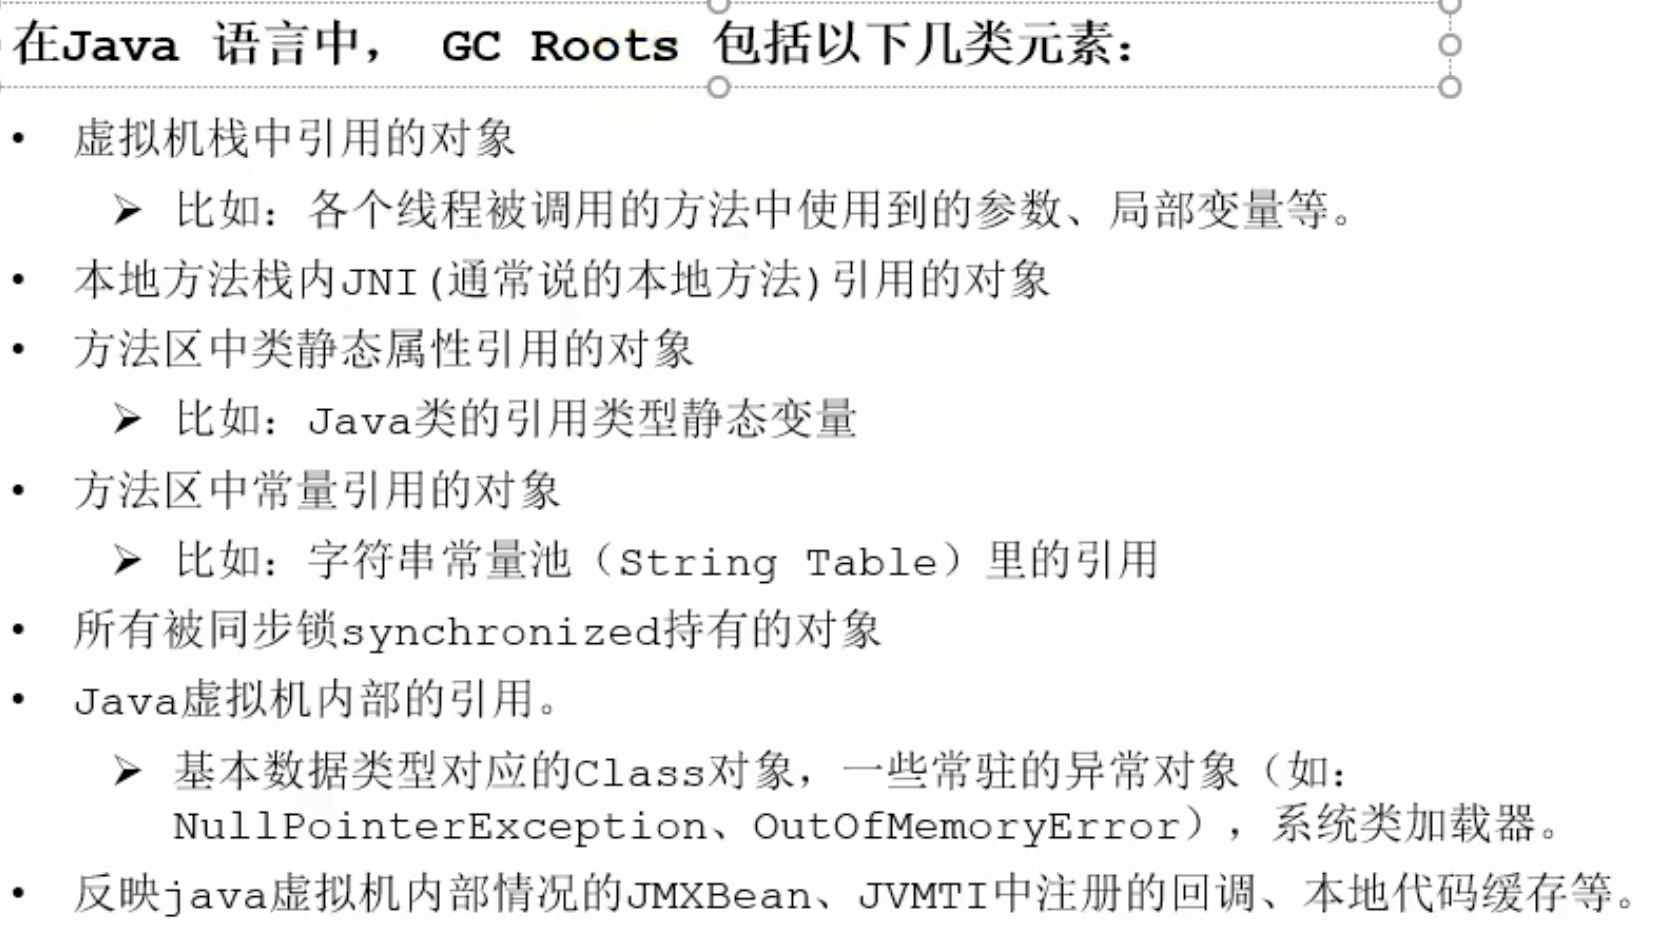 在Java 语言中， GC Roots 包括以下几类元素：
• 虚拟机栈中引用的对象
➢ 比如：各个线程被调用的方法中使用到的参数、局部变量等。
• 本地方法栈内JNI(通常说的本地方法)引用的对象
• 方法区中类静态属性引用的对象
➢ 比如：Java类的引用类型静态变量
• 方法区中常量引用的对象
➢ 比如：字符串常量池（String Table）里的引用
• 所有被同步锁synchronized持有的对象
• Java虚拟机内部的引用。
➢ 基本数据类型对应的Class对象，一些常驻的异常对象（如：
NullPointerException、OutOfMemoryError），系统类加载器。
• 反映java虚拟机内部情况的JMXBean、JVMTI中注册的回调、本地代码缓存等。